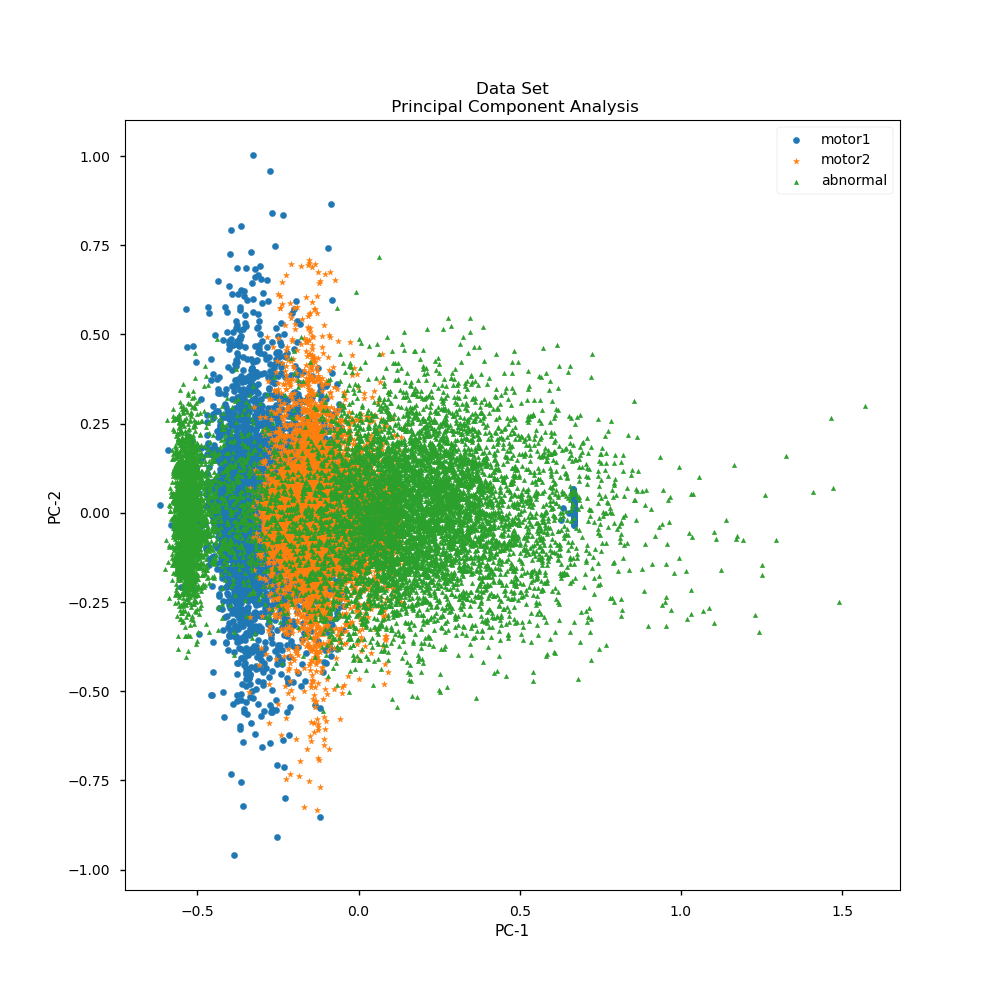 Data Set
Principal Component Analysis
motor1
motor2
abnormal
1.00
0.75
0.50
0.25
0.00
−0.25
−0.50
−0.75
−1.00
PC-2
−0.5
0.0
0.5
1.0
1.5
PC-1